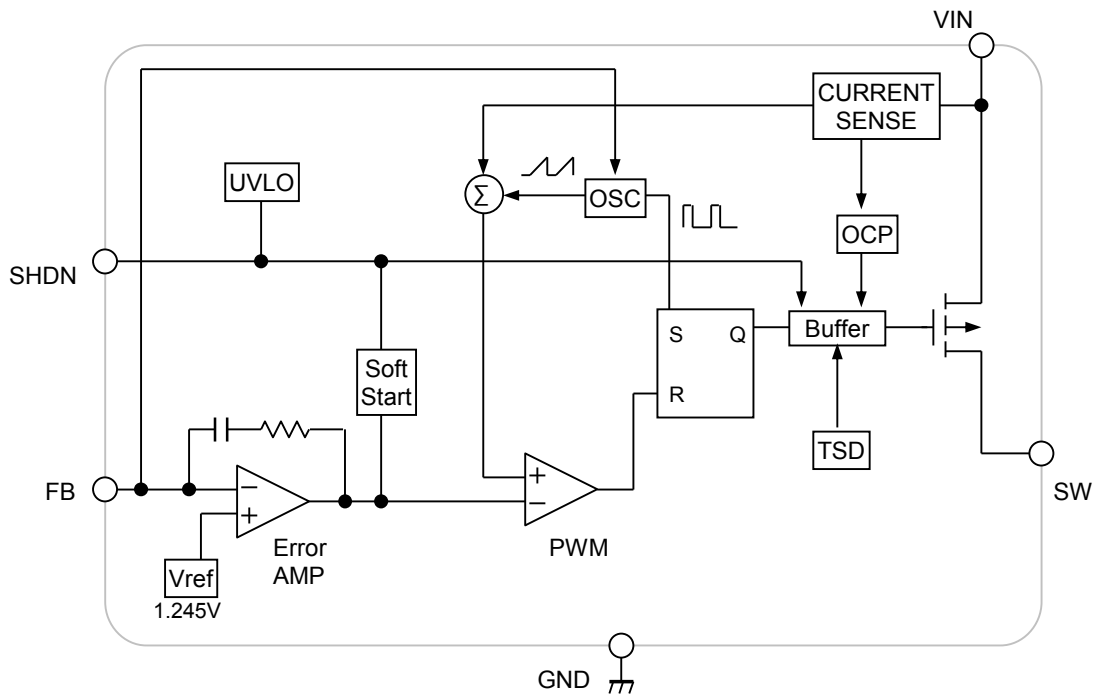 VIN
CURRENT
SENSE
UVLO
Σ
OSC
OCP
SHDN
S
Q
Buffer
Soft
Start
R
TSD
FB
−
+
+
−
SW
Error
AMP
PWM
Vref
1.245V
GND